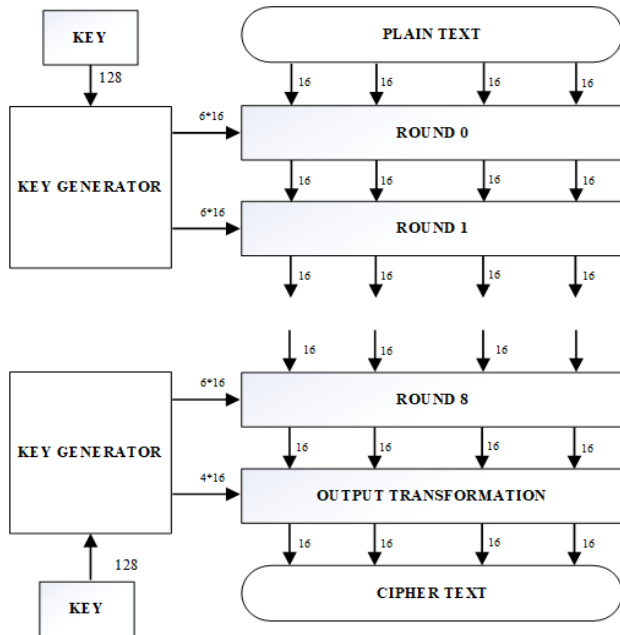 KEY
PLAIN TEXT
128
16 16 16 16
6*16
ROUND 0
KEY GENERATOR
16 16 16 16
6*16
ROUND 1
16 16 16 16
16 16 16
6*16
ROUND 8
KEY GENERATOR
16 16 16 16
4*16
OUTPUT TRANSFORMATION
16 16 16 16
128
CIPHER TEXT
KEY